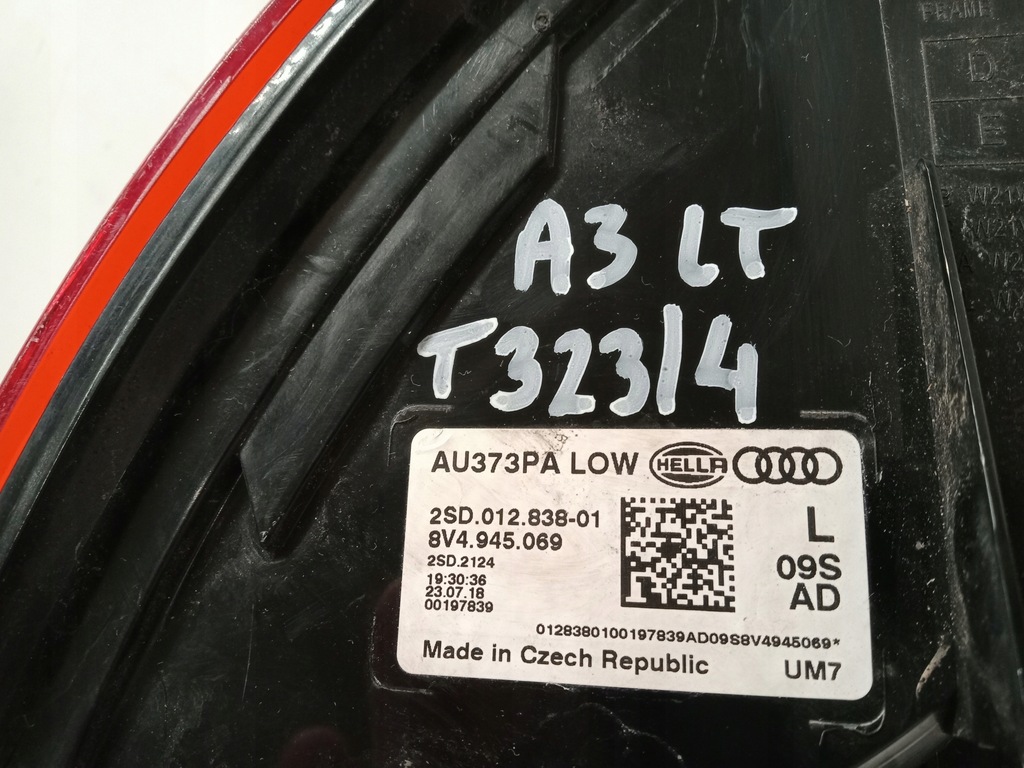 FRAME
D
E
A3 LT
T323/4
AU373PA LOW HELLA
2SD.012.838-01
8V4.945.069
2SD.2124
19:30:36
23.07.18
00197839
L
09S
AD
0128380100197839AD09S8V4945069*
Made in Czech Republic UM7